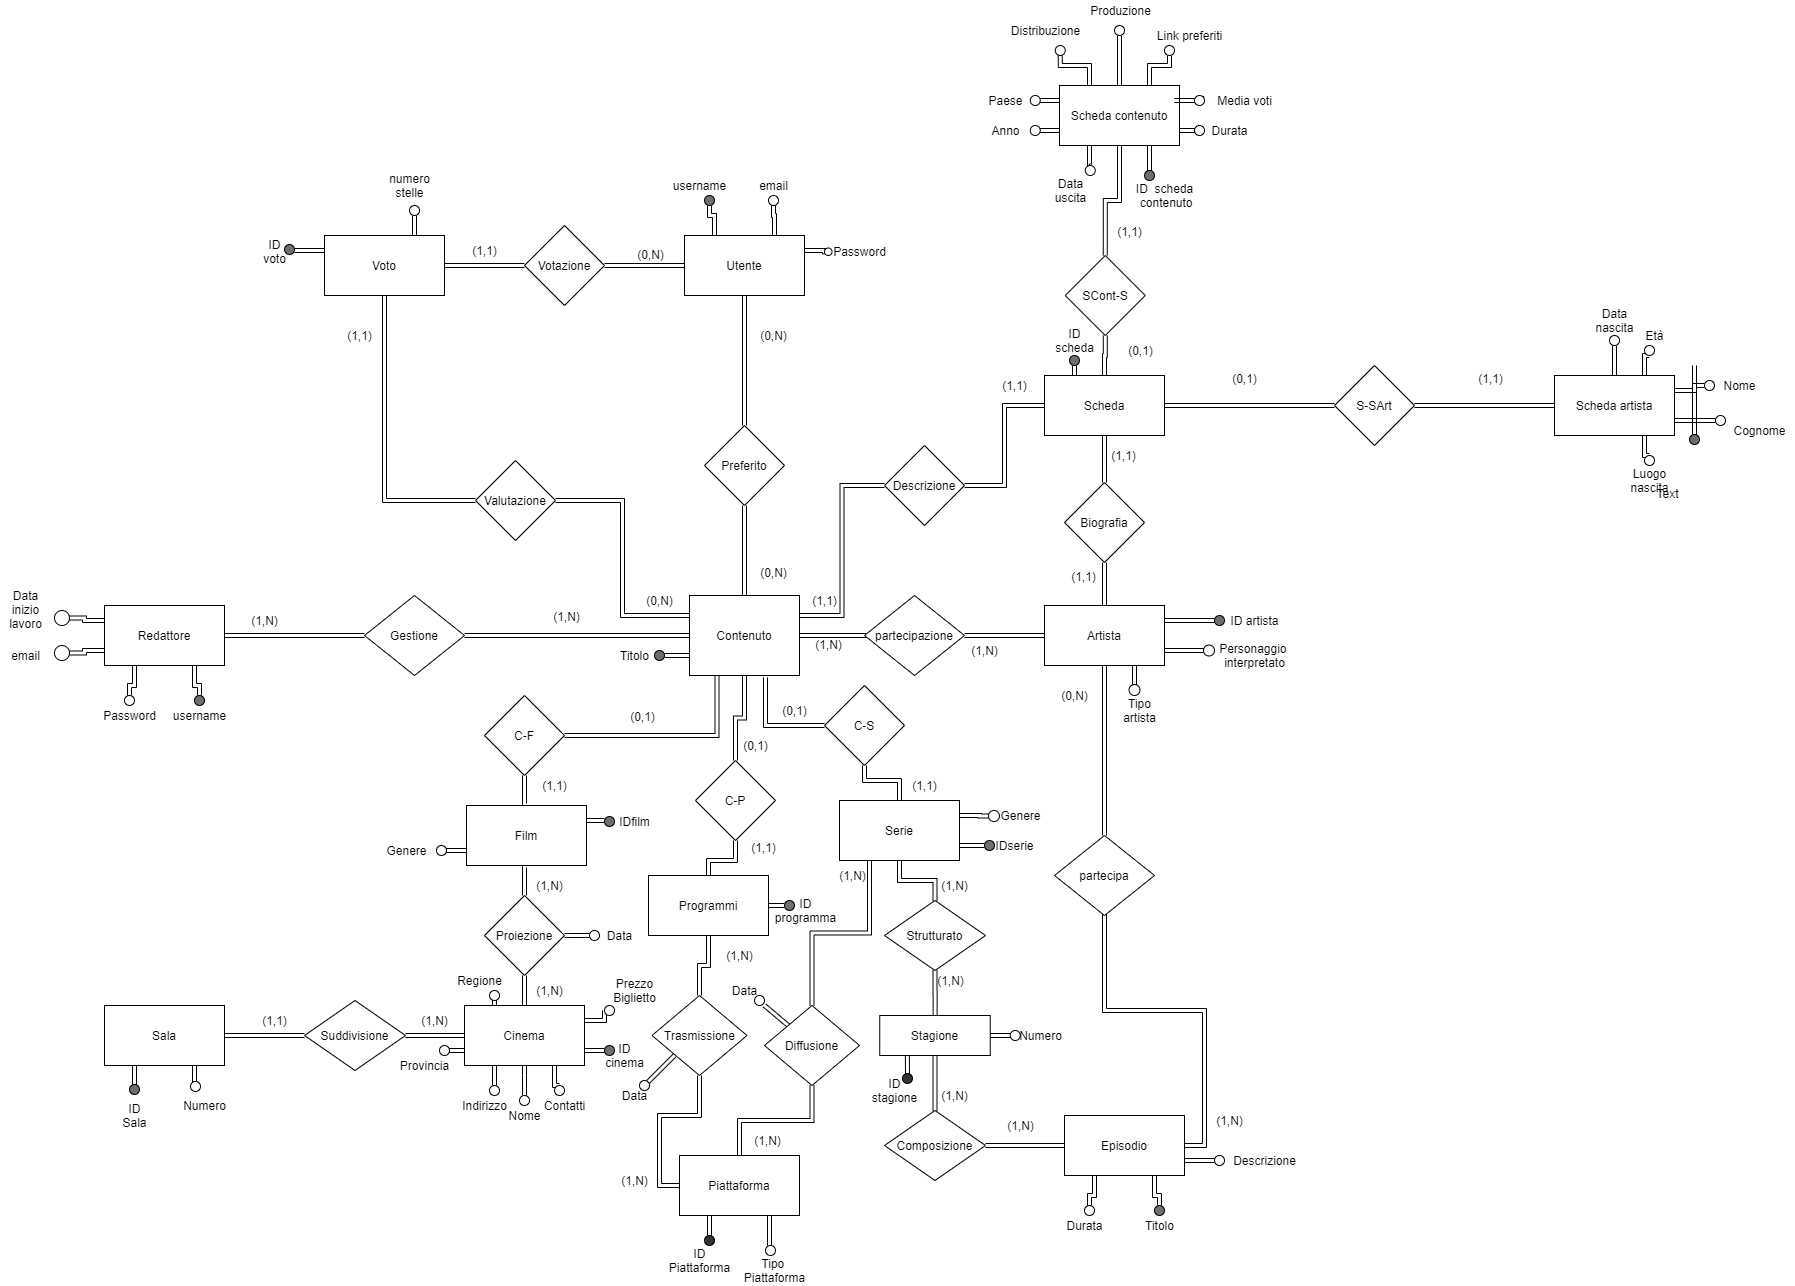 Produzione
Distribuzione
Link preferiti
Paese
Media voti
Scheda contenuto
Anno
Durata
Data
uscita
ID scheda
contenuto
numero
stelle
username
email
(1,1)
ID
voto
Voto
(1,1)
Votazione
(0,N)
Utente
Password
SCont-S
(1,1)
(0,N)
ID
scheda
(0,1)
Data
nascita
Età
(1,1)
Scheda
(0,1)
S-SArt
(1,1)
Scheda artista
Nome
Cognome
(1,1)
Luogo
nascita
Text
Preferito
Valutazione
Descrizione
Biografia
(0,N)
(1,1)
Data
inizio
lavoro
email
Redattore
(1,N)
Gestione
(1,N)
(0,N)
Contenuto
Titolo
(1,1)
(1,N)
partecipazione
(1,N)
Artista
ID artista
Personaggio
interpretato
Tipo
artista
(0,N)
Password
username
C-F
(0,1)
(0,1)
(0,1)
C-S
(1,1)
C-P
(1,1)
Film
IDfilm
Genere
(1,1)
Serie
Genere
IDserie
(1,N)
(1,N)
(1,N)
partecipa
Programmi
ID
programma
Proiezione
Data
(1,N)
Strutturato
(1,N)
Regione
(1,N)
Prezzo
Biglietto
Data
Sala
(1,1)
Suddivisione
(1,N)
Cinema
Provincia
ID
cinema
Trasmissione
Diffusione
Stagione
Numero
ID
Sala
Numero
Indirizzo
Nome
Contatti
Data
ID
stagione
(1,N)
(1,N)
Composizione
(1,N)
Episodio
(1,N)
Descrizione
(1,N)
Piattaforma
Durata
Titolo
ID
Piattaforma
Tipo
Piattaforma